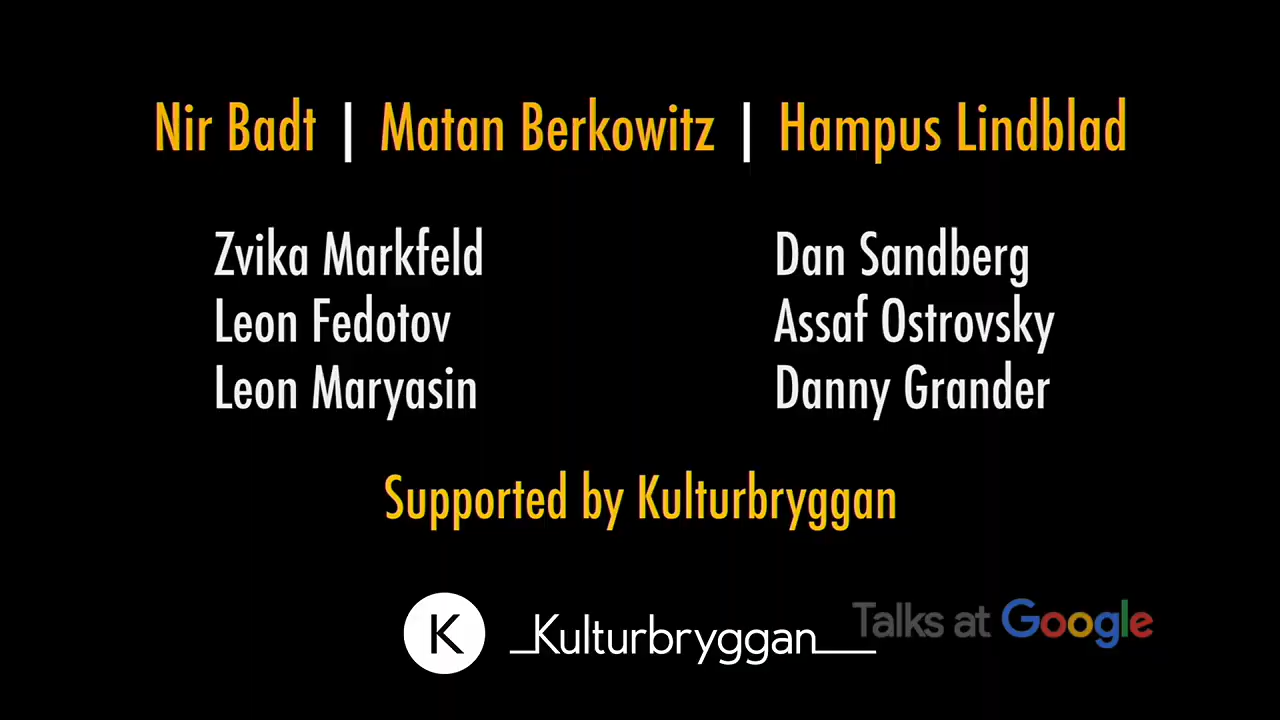 Nir Badt | Matan Berkowitz | Hampus Lindblad
Zvika Markfeld
Leon Fedotov
Leon Maryasin
Dan Sandberg
Assaf Ostrovsky
Danny Grander
Supported by Kulturbryggan
K Kulturbryggan
Talks at Google